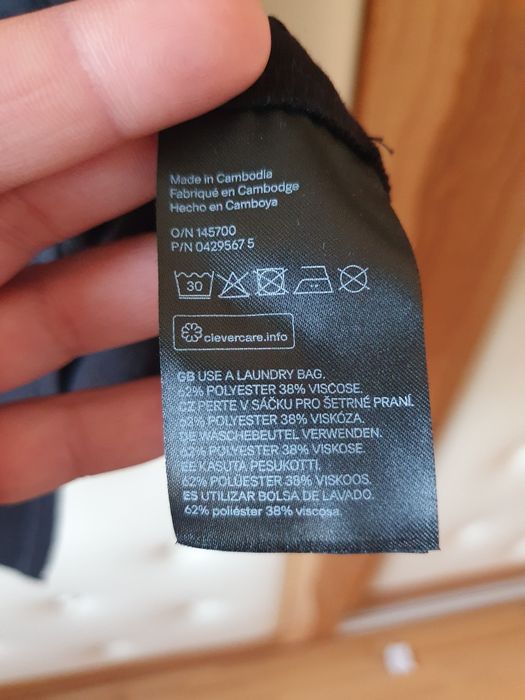 Made in Cambodia
Fabriqué en Cambodge
Hecho en Camboya
O/N 145700
P/N 0429567 5
30
clevercare.info
GB USE A LAUNDRY BAG.
62% POLYESTER 38% VISCOSE.
CZ PERTE V SÁČKU PRO ŠETRNÉ PRANÍ.
62% POLYESTER 38% VISKÓZA.
DE WÄSCHEBEUTEL VERWENDEN.
62% POLYESTER 38% VISKOSE.
EE KASUTA PESUKOTTI.
62% POLÜESTER 38% VISKOOS.
ES UTILIZAR BOLSA DE LAVADO.
62% poliéster 38% viscosa.